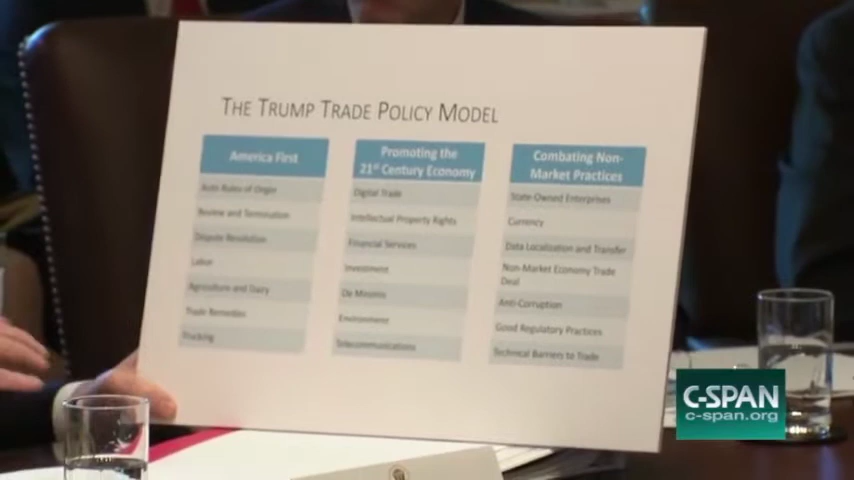 THE TRUMP TRADE POLICY MODEL
America First
Auto Rules of Origin
Review and Termination
Dispute Resolution
Labor
Agriculture and Dairy
Trade Remedies
Trucking
Promoting the
21st Century Economy
Digital Trade
Intellectual Property Rights
Financial Services
Investment
De Minimis
Environment
Telecommunications
Combating Non-
Market Practices
State-Owned Enterprises
Currency
Data Localization and Transfer
Non-Market Economy Trade
Deal
Anti-Corruption
Good Regulatory Practices
Technical Barriers to Trade
C-SPAN
c-span.org